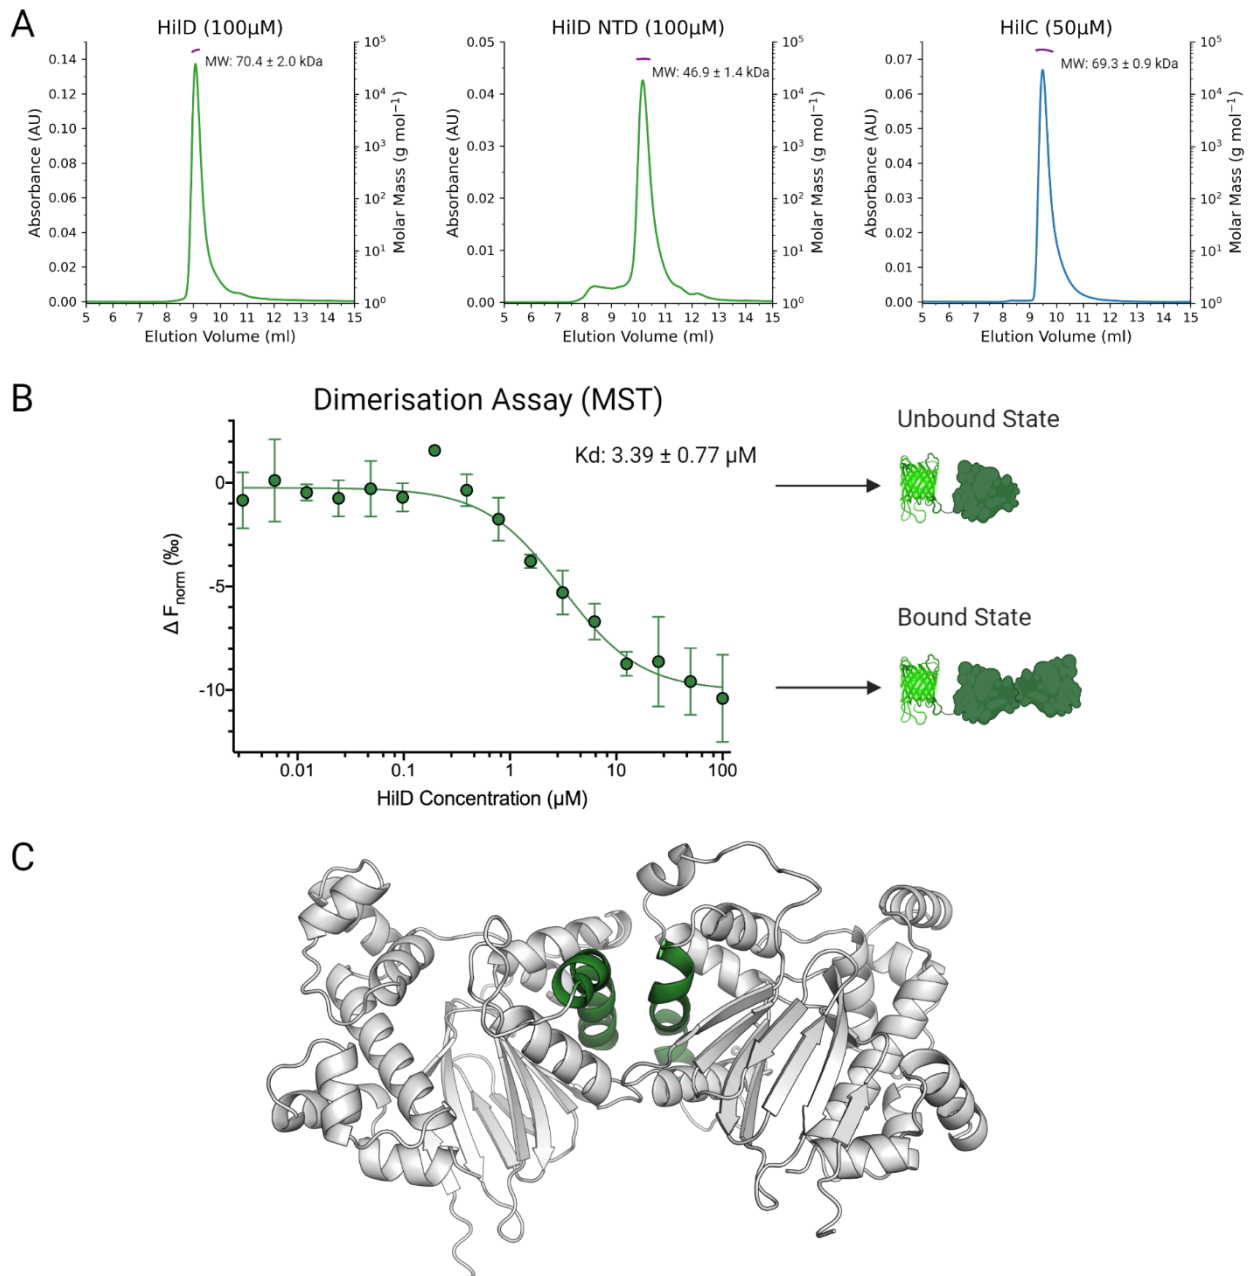 A
HilD (100μM)
HilD NTD (100μM)
HilC (50μM)
MW: 70.4 ± 2.0 kDa
MW: 46.9 ± 1.4 kDa
MW: 69.3 ± 0.9 kDa
Absorbance (AU)
0.14
0.12
0.10
0.08
0.06
0.04
0.02
0.00
5 6 7 8 9 10 11 12 13 14 15
Elution Volume (ml)
10⁵
10⁴
10³
10²
10¹
10⁰
Molar Mass (g mol⁻¹)
Absorbance (AU)
0.05
0.04
0.03
0.02
0.01
0.00
5 6 7 8 9 10 11 12 13 14 15
Elution Volume (ml)
10⁵
10⁴
10³
10²
10¹
10⁰
Molar Mass (g mol⁻¹)
Absorbance (AU)
0.07
0.06
0.05
0.04
0.03
0.02
0.01
0.00
5 6 7 8 9 10 11 12 13 14 15
Elution Volume (ml)
10⁵
10⁴
10³
10²
10¹
10⁰
Molar Mass (g mol⁻¹)
B
Dimerisation Assay (MST)
Kd: 3.39 ± 0.77 μM
Δ Fnorm (‰)
0
-5
-10
0.01 0.1 1 10 100
HilD Concentration (μM)
Unbound State
Bound State
C